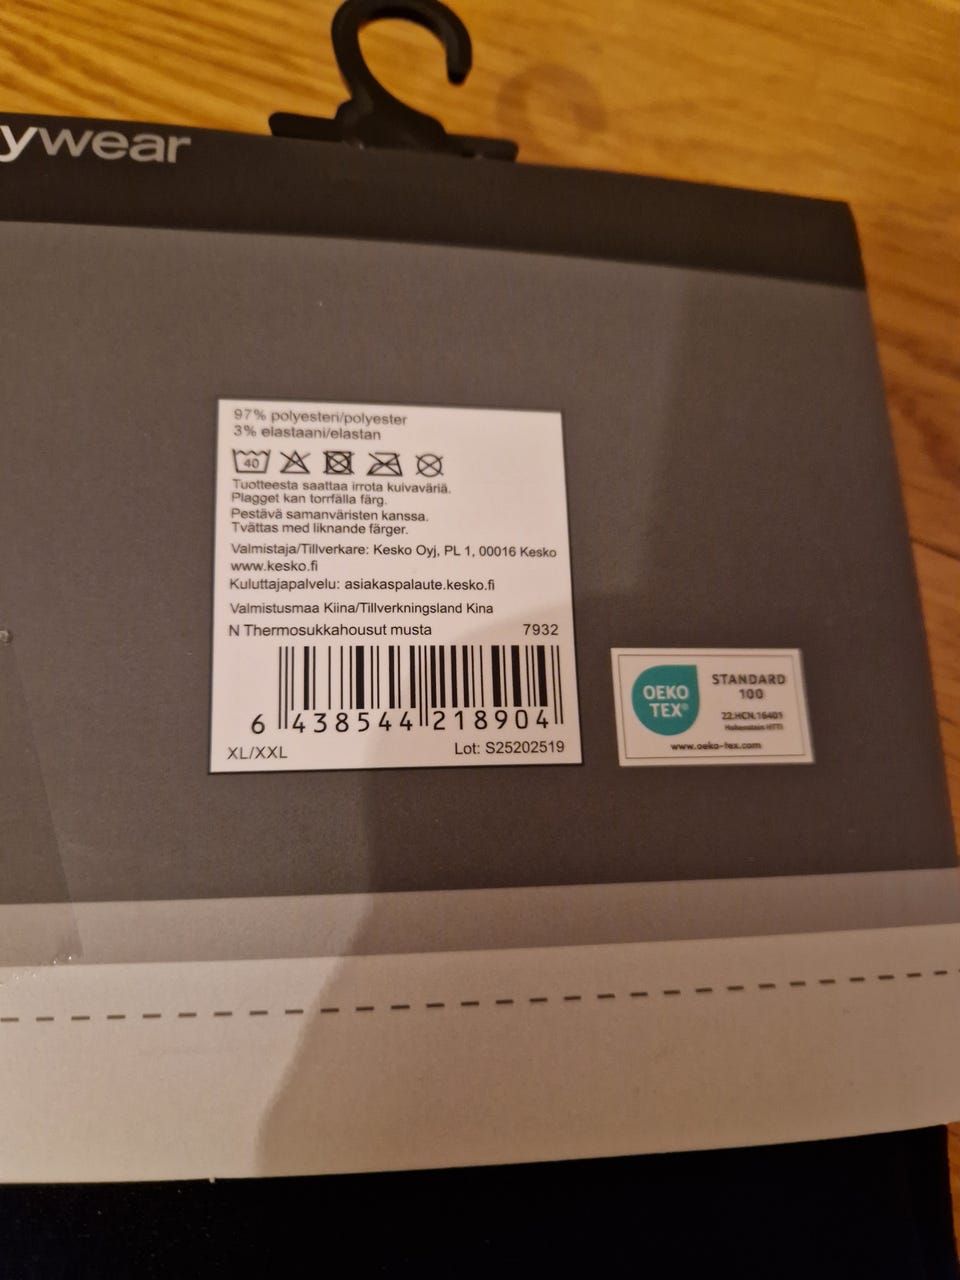 ywear
97% polyesteri/polyester
3% elastaani/elastan
40
Tuotteesta saattaa irrota kuivaväriä.
Plagget kan torrfälla färg.
Pestävä samanväristen kanssa.
Tvättas med liknande färger.
Valmistaja/Tillverkare: Kesko Oyj, PL 1, 00016 Kesko
www.kesko.fi
Kuluttajapalvelu: asiakaspalaute.kesko.fi
Valmistusmaa Kiina/Tillverkningsland Kina
N Thermosukkahousut musta 7932
6 438544 218904
XL/XXL Lot: S25202519
OEKO
TEX®
STANDARD
100
22.HCN.16401
Hohenstein HTTI
www.oeko-tex.com